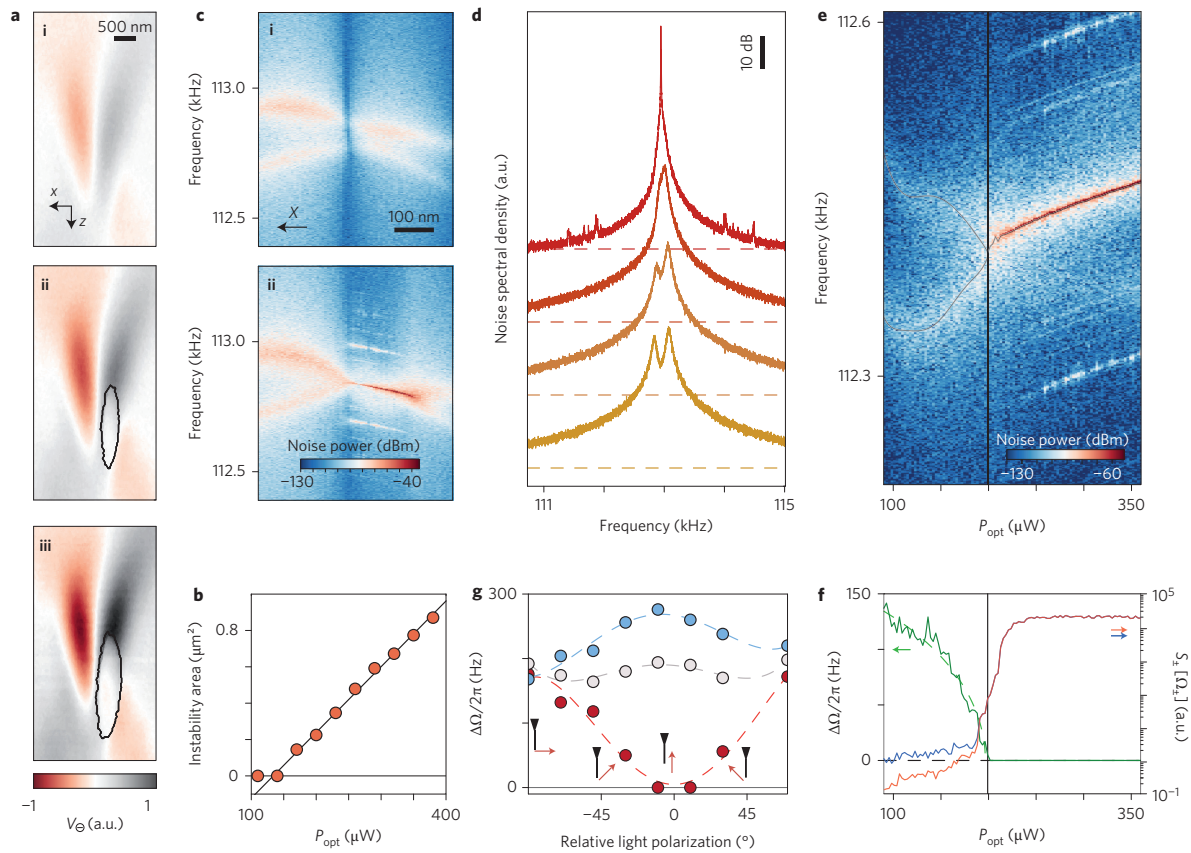 a
i
500 nm
x
z
ii
iii
−1
1
V_Θ (a.u.)
b
Instability area (μm²)
0.8
0
100
400
P_opt (μW)
c
i
Frequency (kHz)
113.0
112.5
X
100 nm
ii
Frequency (kHz)
113.0
112.5
Noise power (dBm)
−130
−40
d
10 dB
Noise spectral density (a.u.)
111
115
Frequency (kHz)
e
112.6
Frequency (kHz)
112.3
Noise power (dBm)
−130
−60
100
350
P_opt (μW)
g
300
ΔΩ/2π (Hz)
0
−45
0
45
Relative light polarization (°)
f
150
ΔΩ/2π (Hz)
0
10⁵
10⁻¹
S_±[Ω_±] (a.u.)
100
350
P_opt (μW)